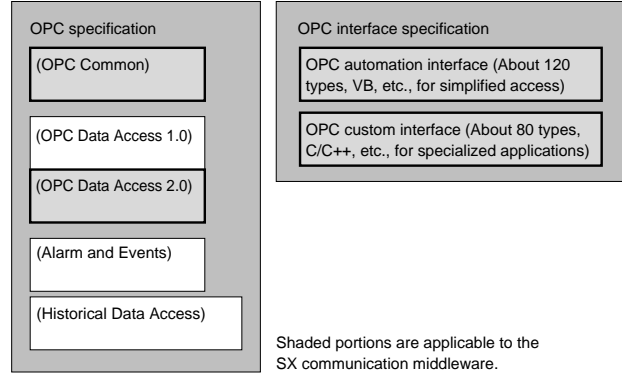 OPC specification
(OPC Common)
(OPC Data Access 1.0)
(OPC Data Access 2.0)
(Alarm and Events)
(Historical Data Access)
OPC interface specification
OPC automation interface (About 120
types, VB, etc., for simplified access)
OPC custom interface (About 80 types,
C/C++, etc., for specialized applications)
Shaded portions are applicable to the
SX communication middleware.